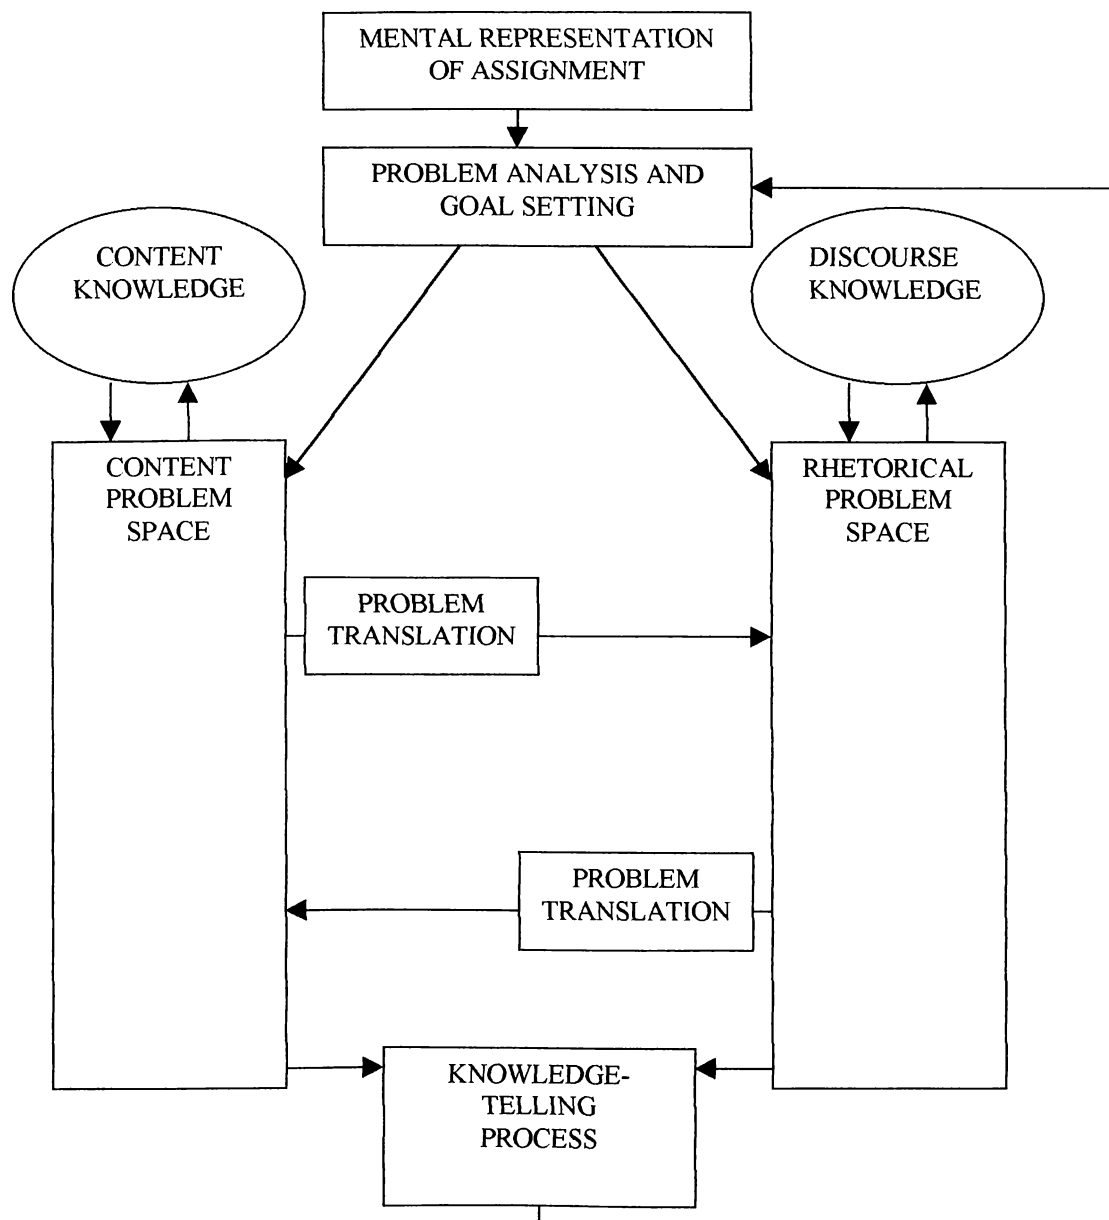 MENTAL REPRESENTATION
OF ASSIGNMENT
PROBLEM ANALYSIS AND
GOAL SETTING
CONTENT
KNOWLEDGE
DISCOURSE
KNOWLEDGE
CONTENT
PROBLEM
SPACE
RHETORICAL
PROBLEM
SPACE
PROBLEM
TRANSLATION
PROBLEM
TRANSLATION
KNOWLEDGE-
TELLING
PROCESS